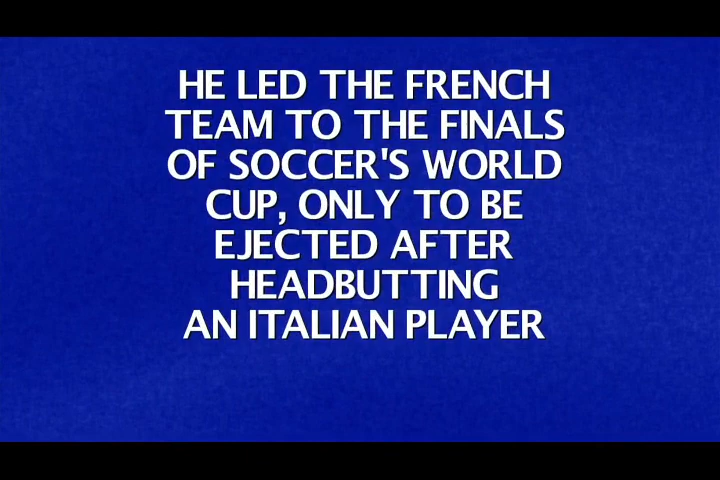 HE LED THE FRENCH
TEAM TO THE FINALS
OF SOCCER'S WORLD
CUP, ONLY TO BE
EJECTED AFTER
HEADBUTTING
AN ITALIAN PLAYER